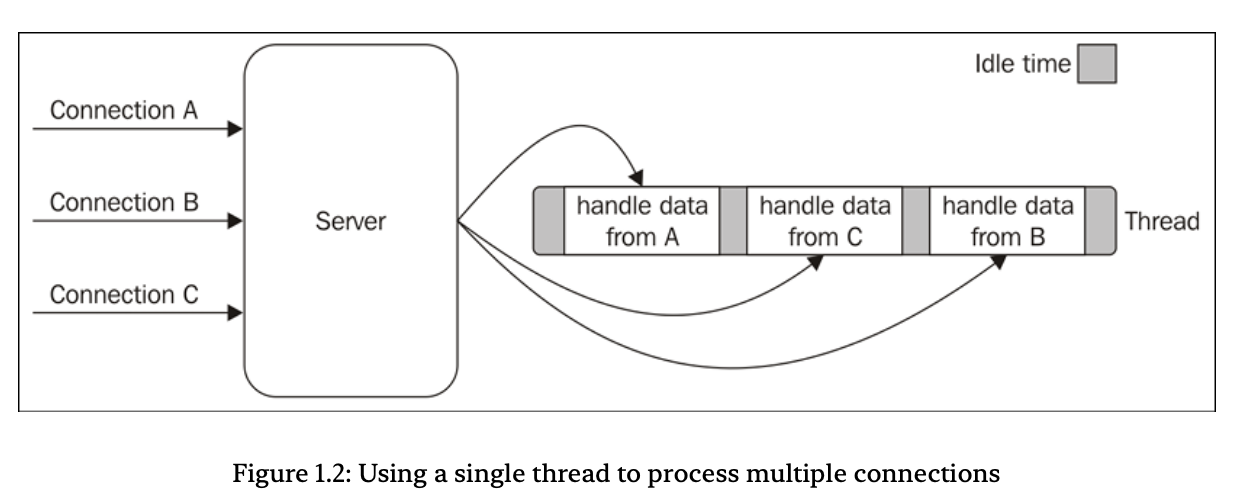 Idle time
Connection A
Connection B
Connection C
Server
handle data
from A
handle data
from C
handle data
from B
Thread
Figure 1.2: Using a single thread to process multiple connections